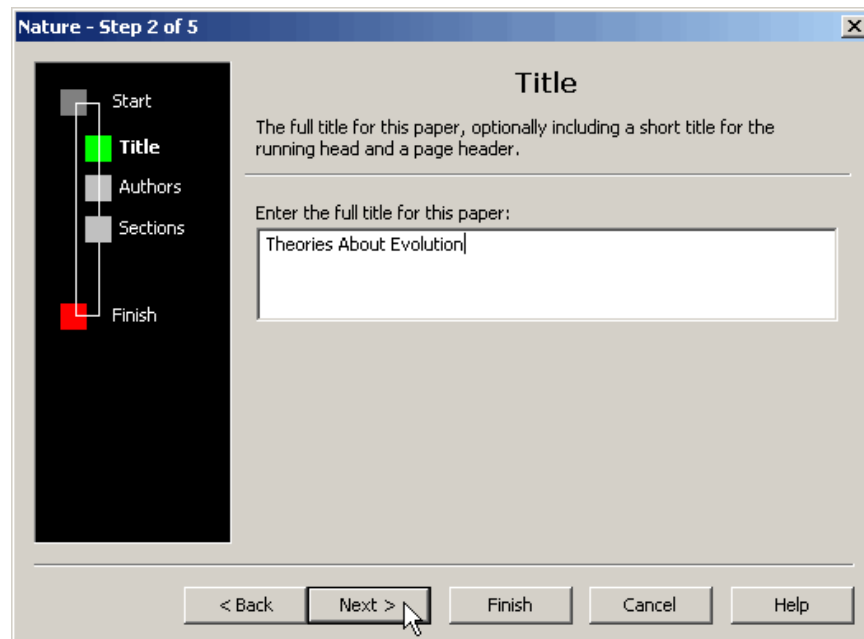 Nature - Step 2 of 5
Start
Title
Authors
Sections
Finish
Title
The full title for this paper, optionally including a short title for the
running head and a page header.
Enter the full title for this paper:
Theories About Evolution
< Back
Next >
Finish
Cancel
Help